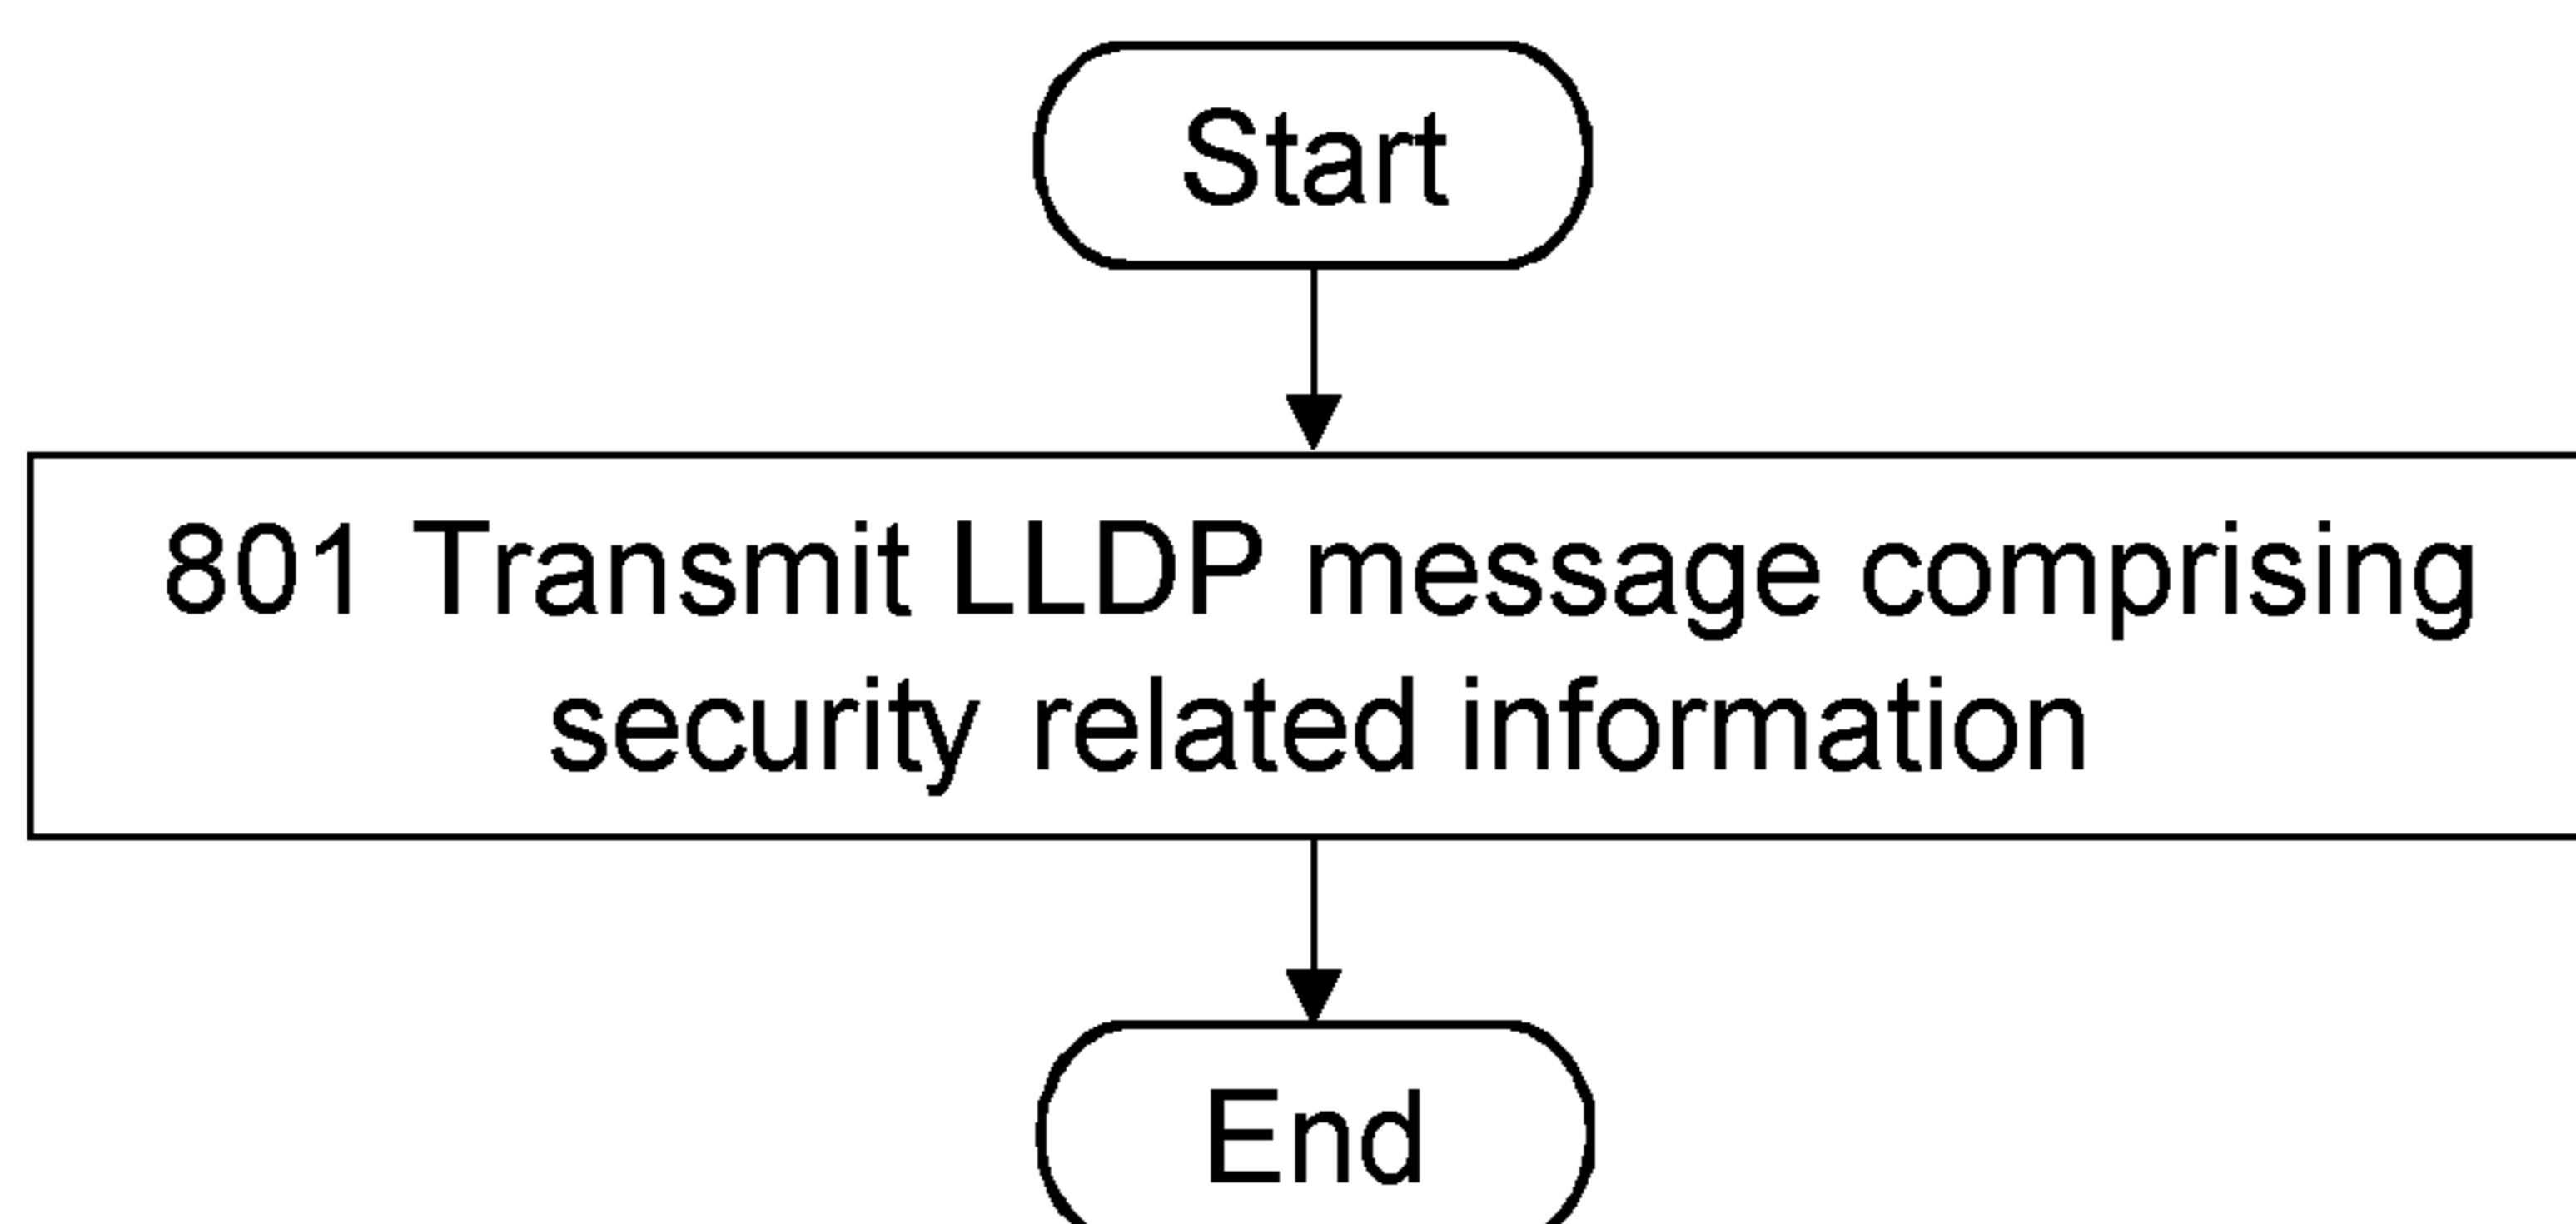 Start
801 Transmit LLDP message comprising
security related information
End